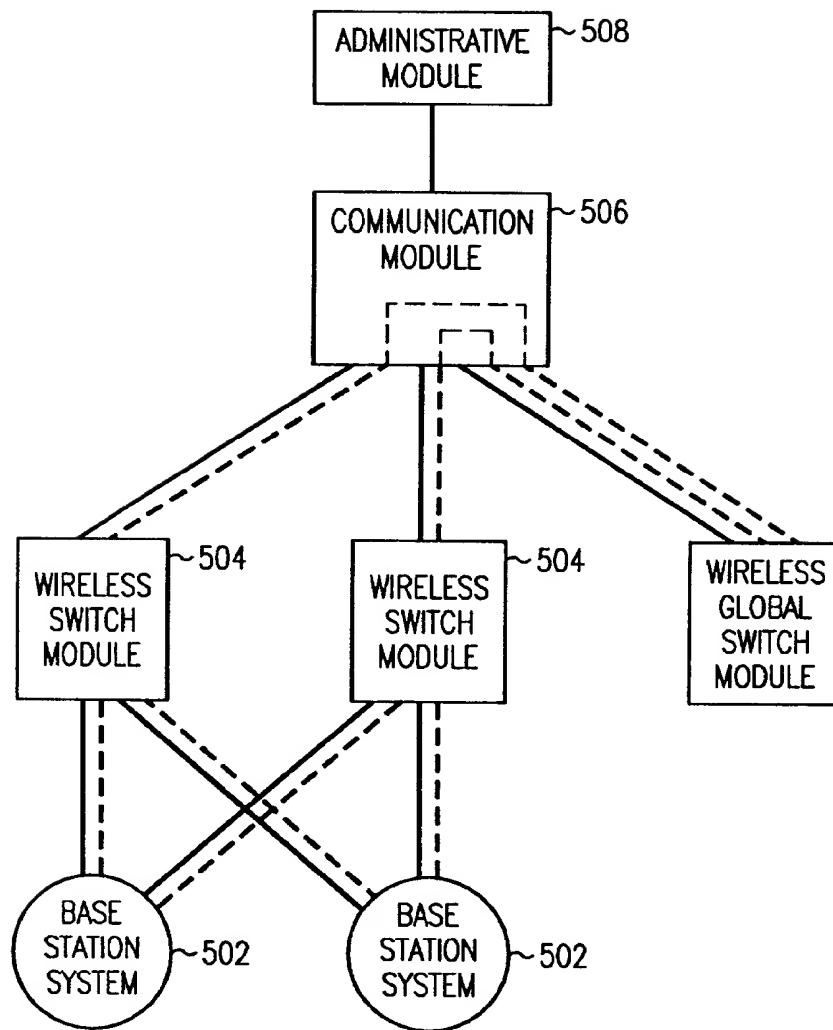 ADMINISTRATIVE
MODULE
508
COMMUNICATION
MODULE
506
WIRELESS
SWITCH
MODULE
504
WIRELESS
SWITCH
MODULE
504
WIRELESS
GLOBAL
SWITCH
MODULE
BASE
STATION
SYSTEM
502
BASE
STATION
SYSTEM
502